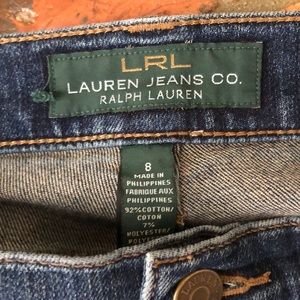 LRL
LAUREN JEANS CO.
RALPH LAUREN
8
MADE IN
PHILIPPINES
FABRIQUE AUX
PHILIPPINES
92% COTTON/
COTON
7%
POLYESTER/